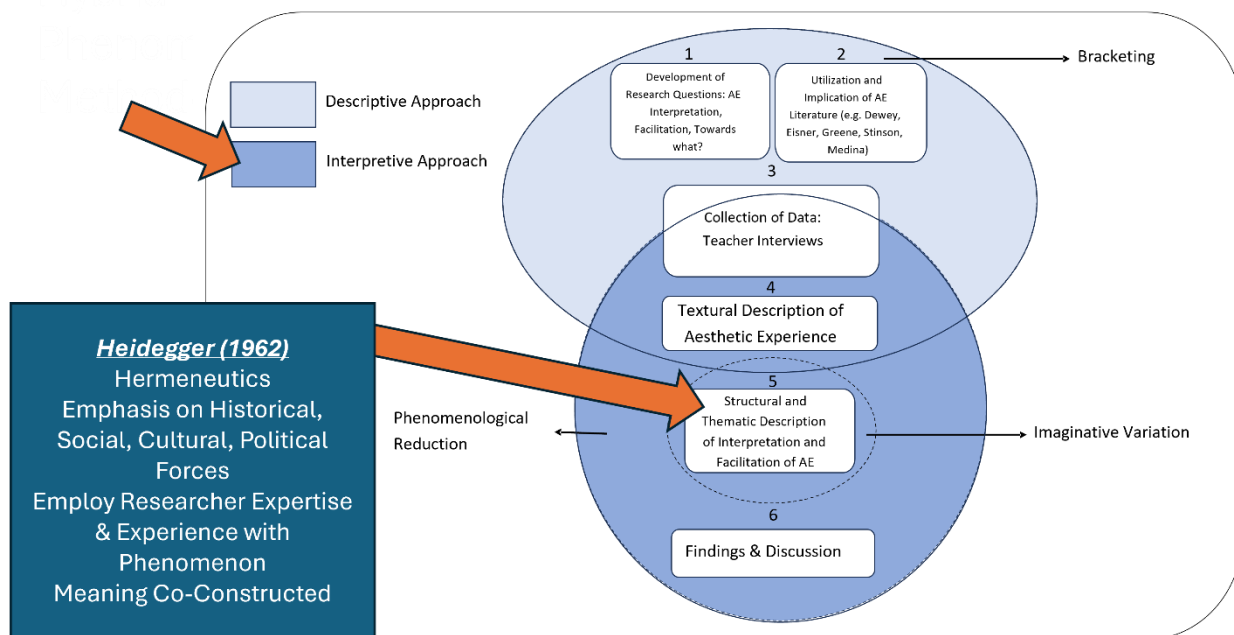 1
Development of
Research Questions: AE
Interpretation,
Facilitation, Towards
what?
2
Utilization and
Implication of AE
Literature (e.g. Dewey,
Eisner, Greene, Stinson,
Medina)
Bracketing
Descriptive Approach
Interpretive Approach
3
Collection of Data:
Teacher Interviews
4
Textural Description of
Aesthetic Experience
Heidegger (1962)
Hermeneutics
Emphasis on Historical,
Social, Cultural, Political
Forces
Employ Researcher Expertise
& Experience with
Phenomenon
Meaning Co-Constructed
Phenomenological
Reduction
5
Structural and
Thematic Description
of Interpretation and
Facilitation of AE
Imaginative Variation
6
Findings & Discussion